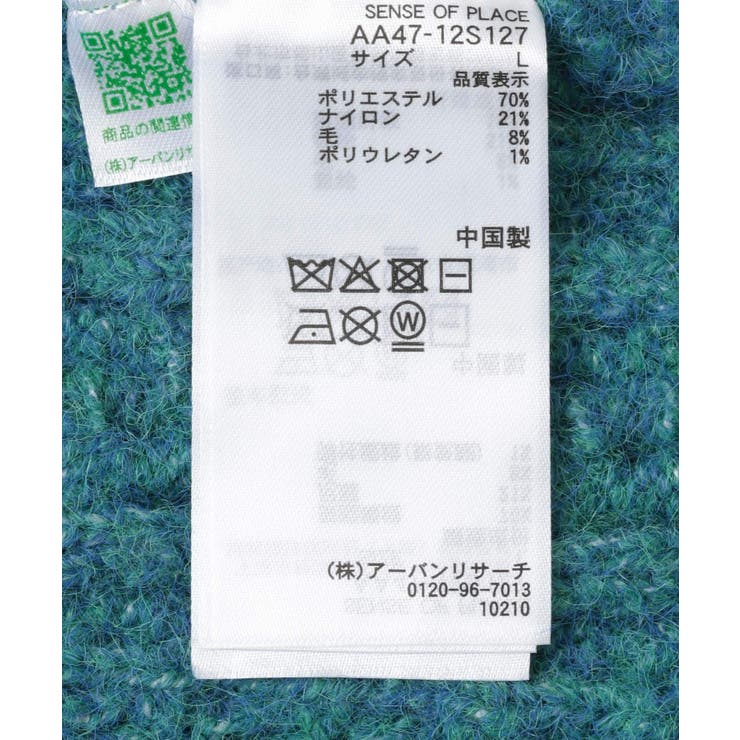 SENSE OF PLACE
AA47-12S127
サイズ L
品質表示
ポリエステル 70%
ナイロン 21%
毛 8%
ポリウレタン 1%
中国製
W
(株)アーバンリサーチ
0120-96-7013
10210
商品の関連情
(株)アーバンリサ